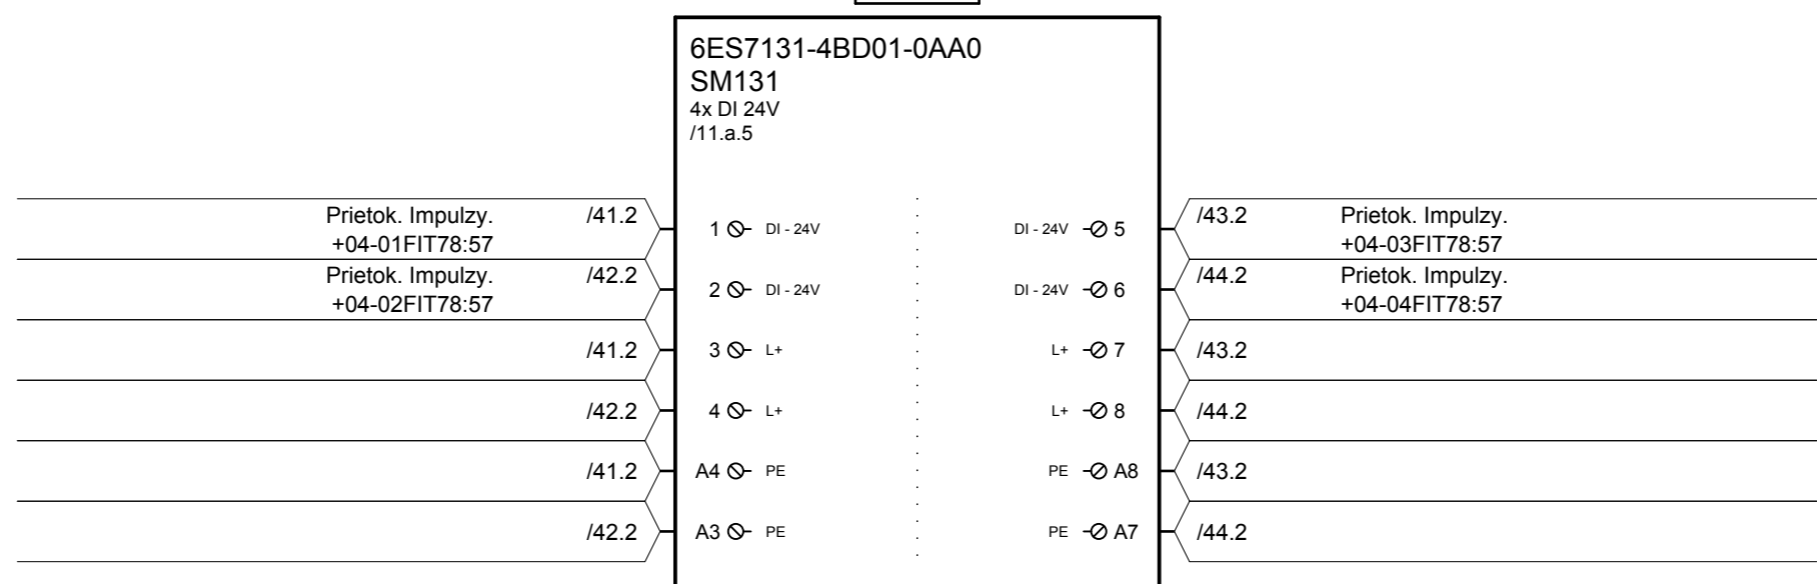 6ES7131-4BD01-0AA0
SM131
4x DI 24V
/11.a.5
Prietok. Impulzy. /41.2 1 DI - 24V DI - 24V 5 /43.2 Prietok. Impulzy.
+04-01FIT78:57 +04-03FIT78:57
Prietok. Impulzy. /42.2 2 DI - 24V DI - 24V 6 /44.2 Prietok. Impulzy.
+04-02FIT78:57 +04-04FIT78:57
/41.2 3 L+ L+ 7 /43.2
/42.2 4 L+ L+ 8 /44.2
/41.2 A4 PE PE A8 /43.2
/42.2 A3 PE PE A7 /44.2